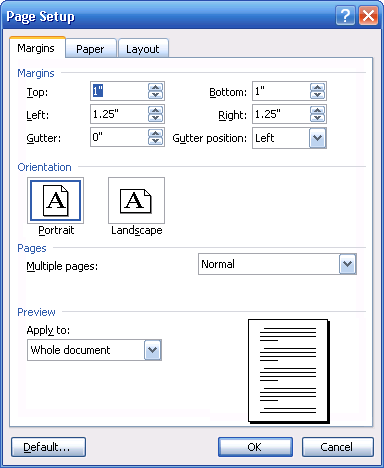 Page Setup
Margins Paper Layout
Margins
Top: 1" Bottom: 1"
Left: 1.25" Right: 1.25"
Gutter: 0" Gutter position: Left
Orientation
A A
Portrait Landscape
Pages
Multiple pages: Normal
Preview
Apply to:
Whole document
Default... OK Cancel